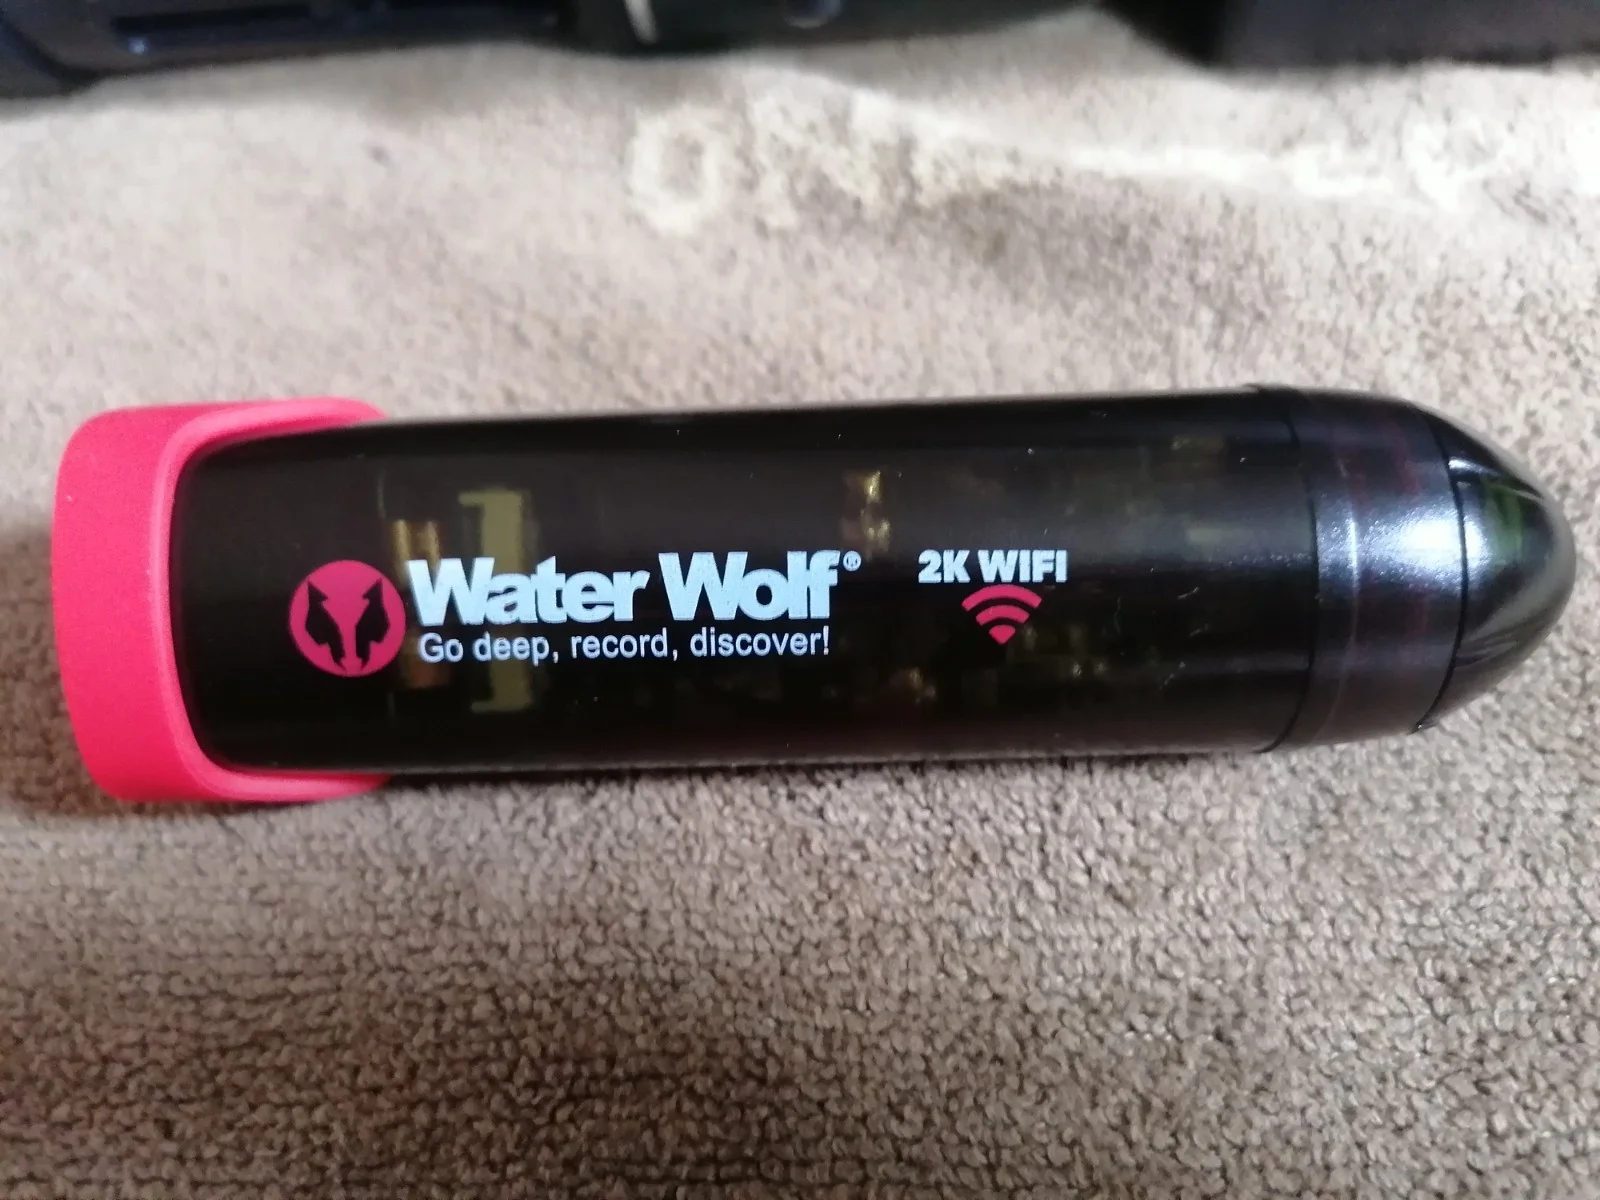 Water Wolf®
Go deep, record, discover!
2K WIFI